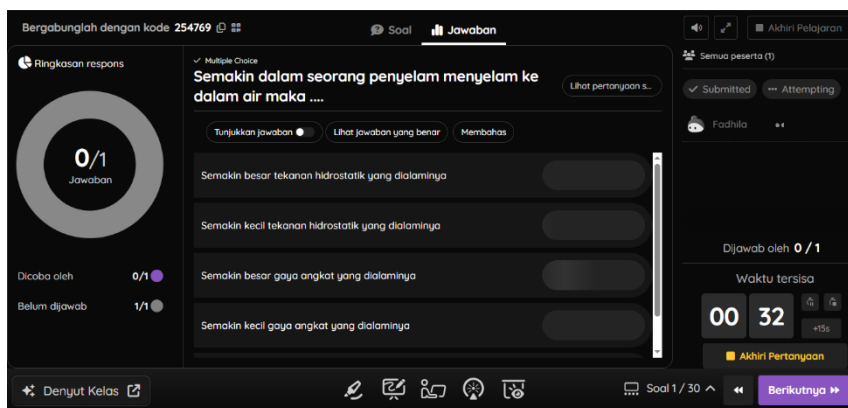 Bergabunglah dengan kode 254769
Soal
Jawaban
Akhiri Pelajaran
Ringkasan respons
0/1
Jawaban
Dicoba oleh 0/1
Belum dijawab 1/1
Multiple Choice
Semakin dalam seorang penyelam menyelam ke
dalam air maka ....
Lihat pertanyaan s...
Tunjukkan jawaban
Lihat jawaban yang benar
Membahas
Semakin besar tekanan hidrostatik yang dialaminya
Semakin kecil tekanan hidrostatik yang dialaminya
Semakin besar gaya angkat yang dialaminya
Semakin kecil gaya angkat yang dialaminya
Semua peserta (1)
Submitted
Attempting
Fadhila
Dijawab oleh 0 / 1
Waktu tersisa
00 32
+15s
Akhiri Pertanyaan
Denyut Kelas
Soal 1 / 30
Berikutnya